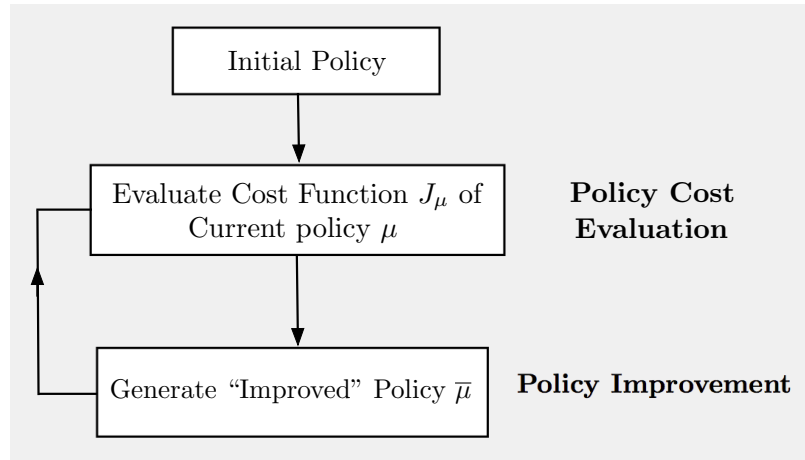 Initial Policy
Evaluate Cost Function J_μ of
Current policy μ
Policy Cost
Evaluation
Generate “Improved” Policy μ̅
Policy Improvement